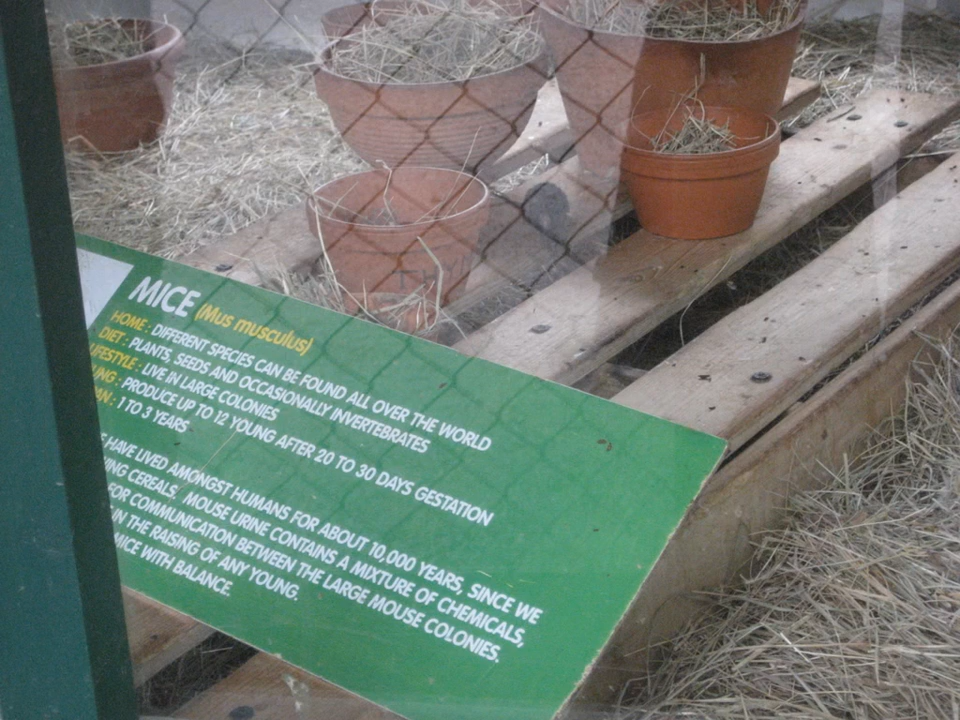 MICE (Mus musculus)
HOME : DIFFERENT SPECIES CAN BE FOUND ALL OVER THE WORLD
DIET : PLANTS, SEEDS AND OCCASIONALLY INVERTEBRATES
LIFESTYLE : LIVE IN LARGE COLONIES
UNG : PRODUCE UP TO 12 YOUNG AFTER 20 TO 30 DAYS GESTATION
AN : 1 TO 3 YEARS
HAVE LIVED AMONGST HUMANS FOR ABOUT 10,000 YEARS, SINCE WE
ING CEREALS. MOUSE URINE CONTAINS A MIXTURE OF CHEMICALS,
FOR COMMUNICATION BETWEEN THE LARGE MOUSE COLONIES.
IN THE RAISING OF ANY YOUNG.
MICE WITH BALANCE.